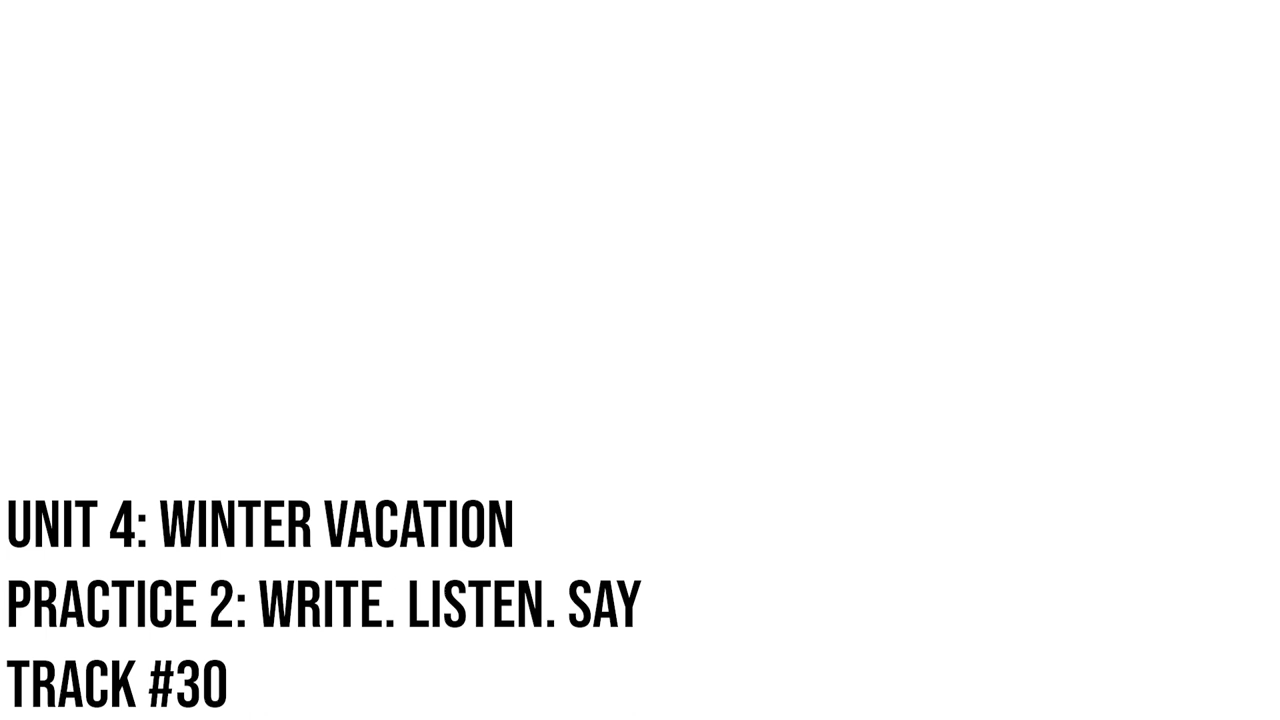 UNIT 4: WINTER VACATION
PRACTICE 2: WRITE. LISTEN. SAY
TRACK #30